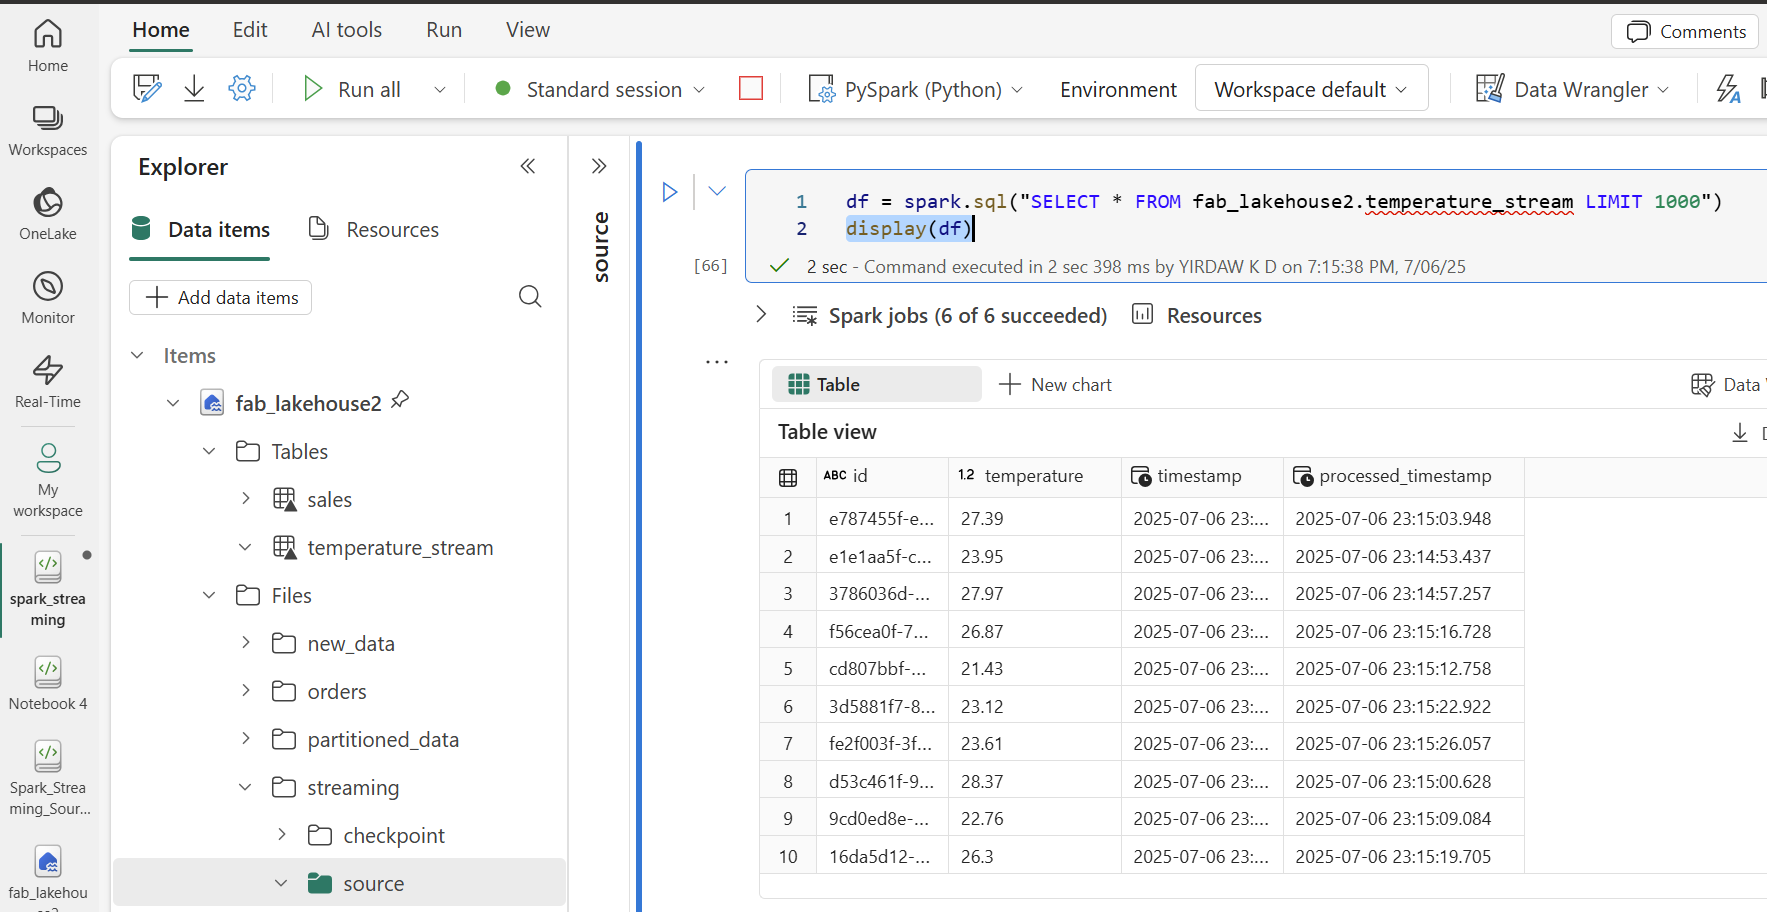 Home
Edit
AI tools
Run
View
Comments
Run all
Standard session
PySpark (Python)
Environment
Workspace default
Data Wrangler
Home
Workspaces
OneLake
Monitor
Real-Time
My
workspace
spark_strea
ming
Notebook 4
Spark_Strea
ming_Sour...
fab_lakehou
Explorer
Data items
Resources
Add data items
Items
fab_lakehouse2
Tables
sales
temperature_stream
Files
new_data
orders
partitioned_data
streaming
checkpoint
source
source
1 df = spark.sql("SELECT * FROM fab_lakehouse2.temperature_stream LIMIT 1000")
2 display(df)
[66] 2 sec - Command executed in 2 sec 398 ms by YIRDAW K D on 7:15:38 PM, 7/06/25
Spark jobs (6 of 6 succeeded) Resources
Table New chart Data
Table view
ABC id 1.2 temperature timestamp processed_timestamp
1 e787455f-e... 27.39 2025-07-06 23:... 2025-07-06 23:15:03.948
2 e1e1aa5f-c... 23.95 2025-07-06 23:... 2025-07-06 23:14:53.437
3 3786036d-... 27.97 2025-07-06 23:... 2025-07-06 23:14:57.257
4 f56cea0f-7... 26.87 2025-07-06 23:... 2025-07-06 23:15:16.728
5 cd807bbf-... 21.43 2025-07-06 23:... 2025-07-06 23:15:12.758
6 3d5881f7-8... 23.12 2025-07-06 23:... 2025-07-06 23:15:22.922
7 fe2f003f-3f... 23.61 2025-07-06 23:... 2025-07-06 23:15:26.057
8 d53c461f-9... 28.37 2025-07-06 23:... 2025-07-06 23:15:00.628
9 9cd0ed8e-... 22.76 2025-07-06 23:... 2025-07-06 23:15:09.084
10 16da5d12-... 26.3 2025-07-06 23:... 2025-07-06 23:15:19.705